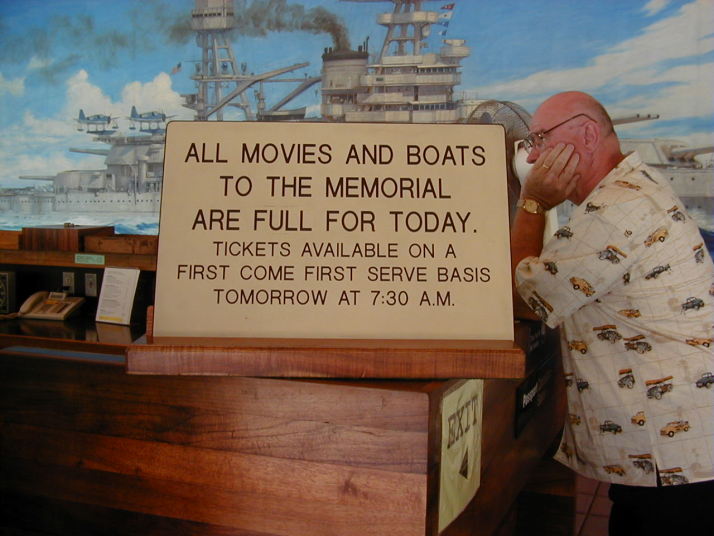 ALL MOVIES AND BOATS
TO THE MEMORIAL
ARE FULL FOR TODAY.
TICKETS AVAILABLE ON A
FIRST COME FIRST SERVE BASIS
TOMORROW AT 7:30 A.M.
EXIT